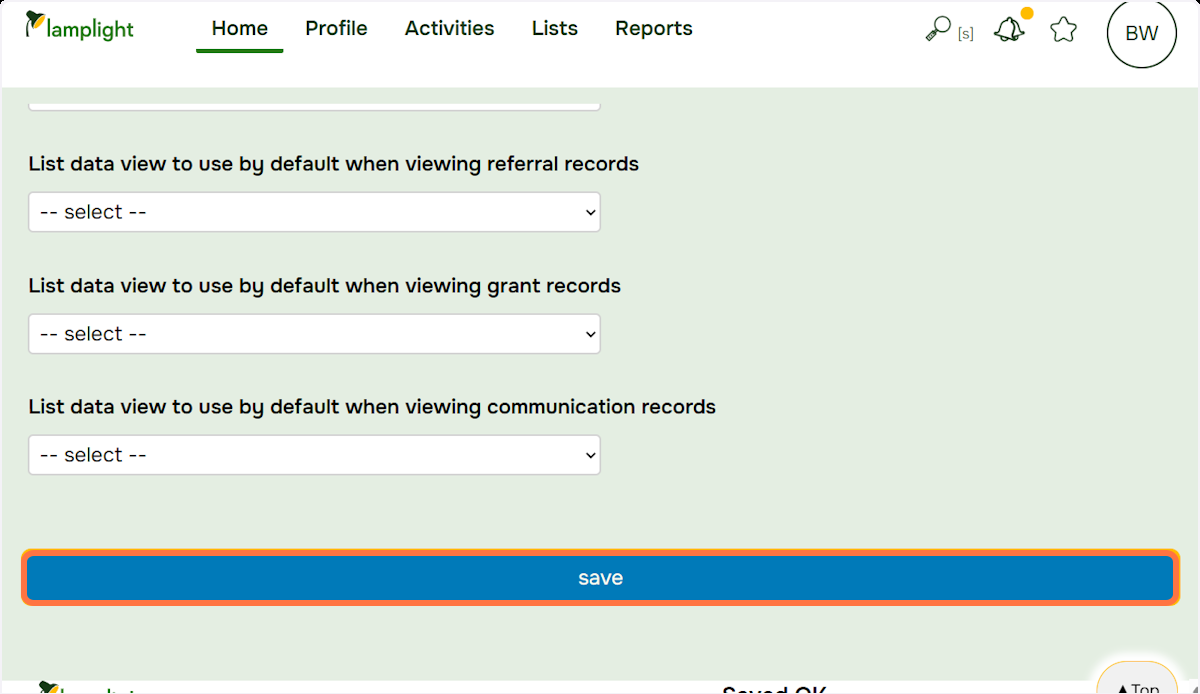 lamplight
Home Profile Activities Lists Reports [s] BW
List data view to use by default when viewing referral records
-- select --
List data view to use by default when viewing grant records
-- select --
List data view to use by default when viewing communication records
-- select --
save
lamplight Saved OK ▲Top